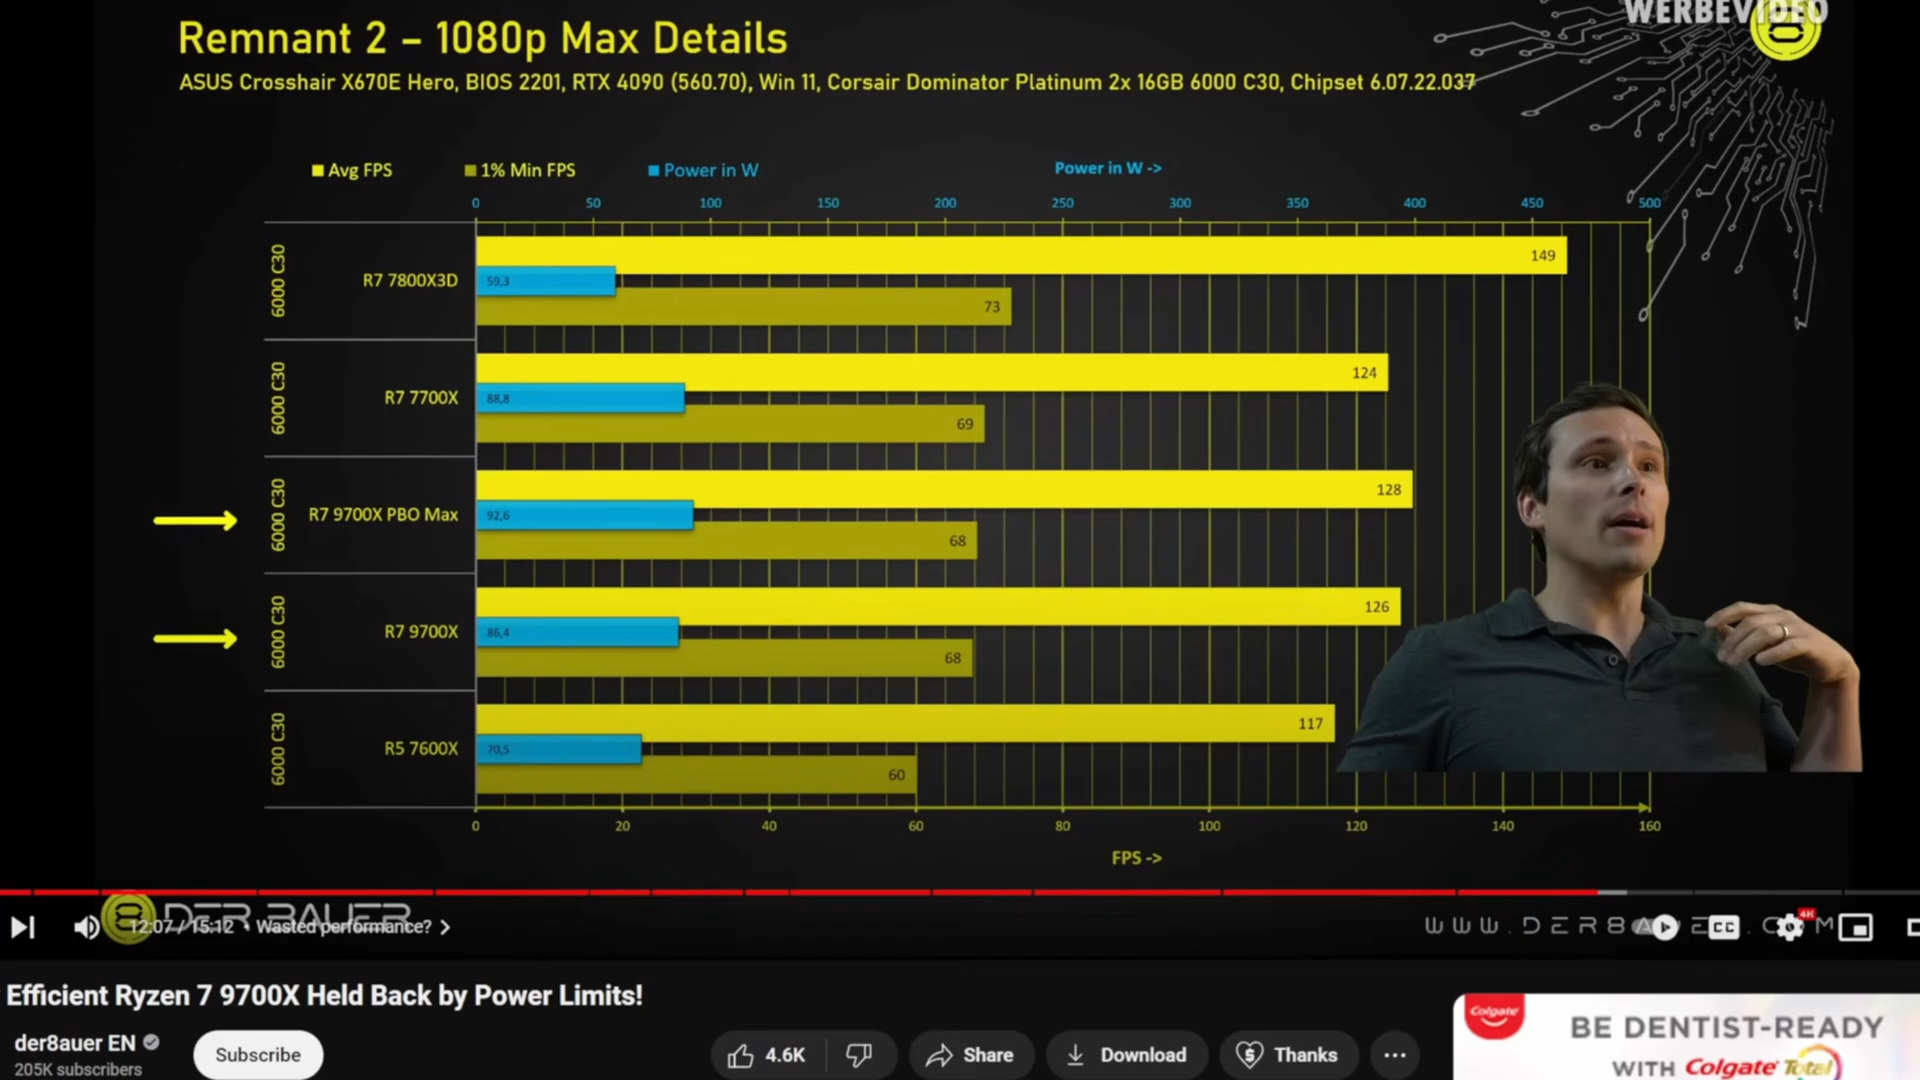 WERBEVIDEO
Remnant 2 – 1080p Max Details
ASUS Crosshair X670E Hero, BIOS 2201, RTX 4090 (560.70), Win 11, Corsair Dominator Platinum 2x 16GB 6000 C30, Chipset 6.07.22.037
Avg FPS 1% Min FPS Power in W Power in W ->
0 50 100 150 200 250 300 350 400 450 500
6000 C30 R7 7800X3D 149
59,3
73
6000 C30 R7 7700X 124
88,8
69
6000 C30 R7 9700X PBO Max 128
92,6
68
6000 C30 R7 9700X 126
86,4
68
6000 C30 R5 7600X 117
70,5
60
0 20 40 60 80 100 120 140 160
FPS ->
DER BAUER
12:07 / 15:12 • Wasted performance?
CC
4K
Efficient Ryzen 7 9700X Held Back by Power Limits!
der8auer EN
205K subscribers
Subscribe
4.6K
Share
Download
Thanks
Colgate
BE DENTIST-READY
WITH Colgate Total